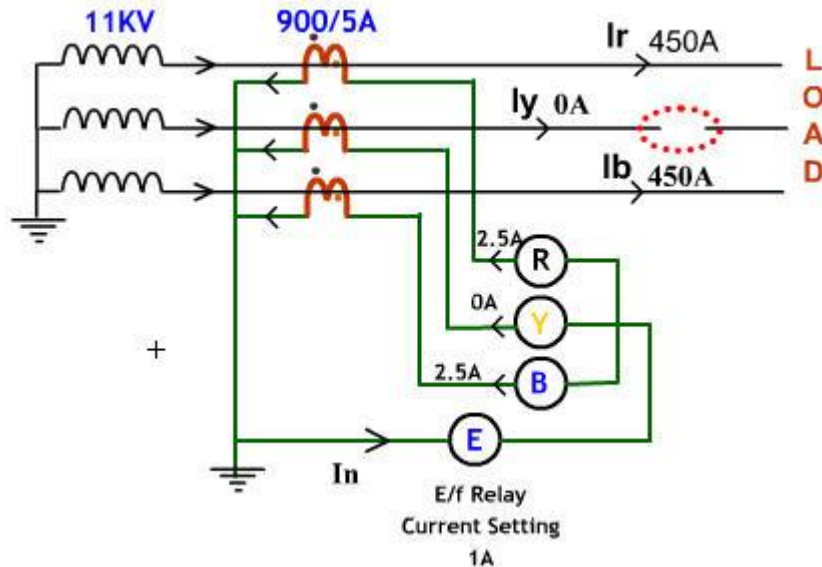 11KV
900/5A
Ir 450A
Iy 0A
Ib 450A
LOAD
2.5A
R
0A
Y
2.5A
B
E
In
E/f Relay
Current Setting
1A